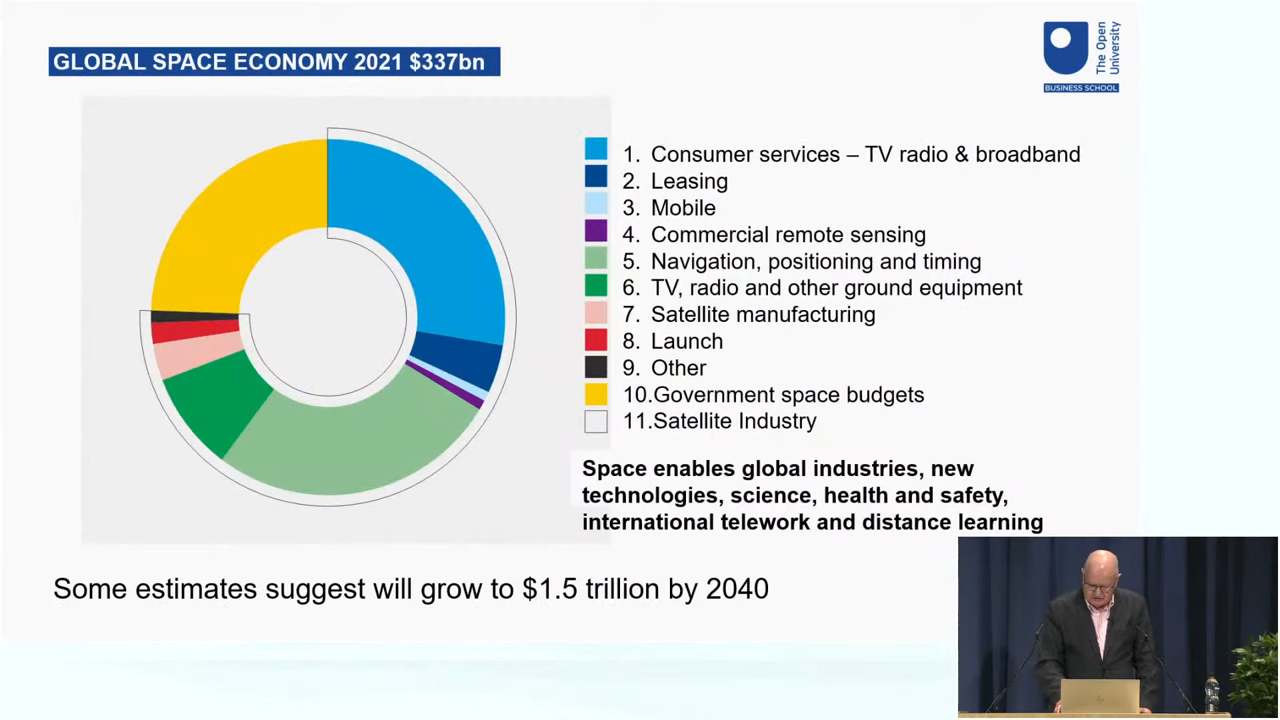 GLOBAL SPACE ECONOMY 2021 $337bn
The Open
University
BUSINESS SCHOOL
1. Consumer services – TV radio & broadband
2. Leasing
3. Mobile
4. Commercial remote sensing
5. Navigation, positioning and timing
6. TV, radio and other ground equipment
7. Satellite manufacturing
8. Launch
9. Other
10.Government space budgets
11.Satellite Industry
Space enables global industries, new
technologies, science, health and safety,
international telework and distance learning
Some estimates suggest will grow to $1.5 trillion by 2040